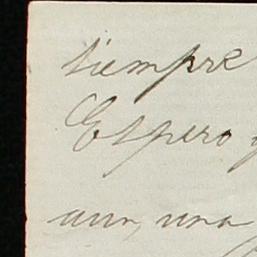 siempre
Espero
aun, una